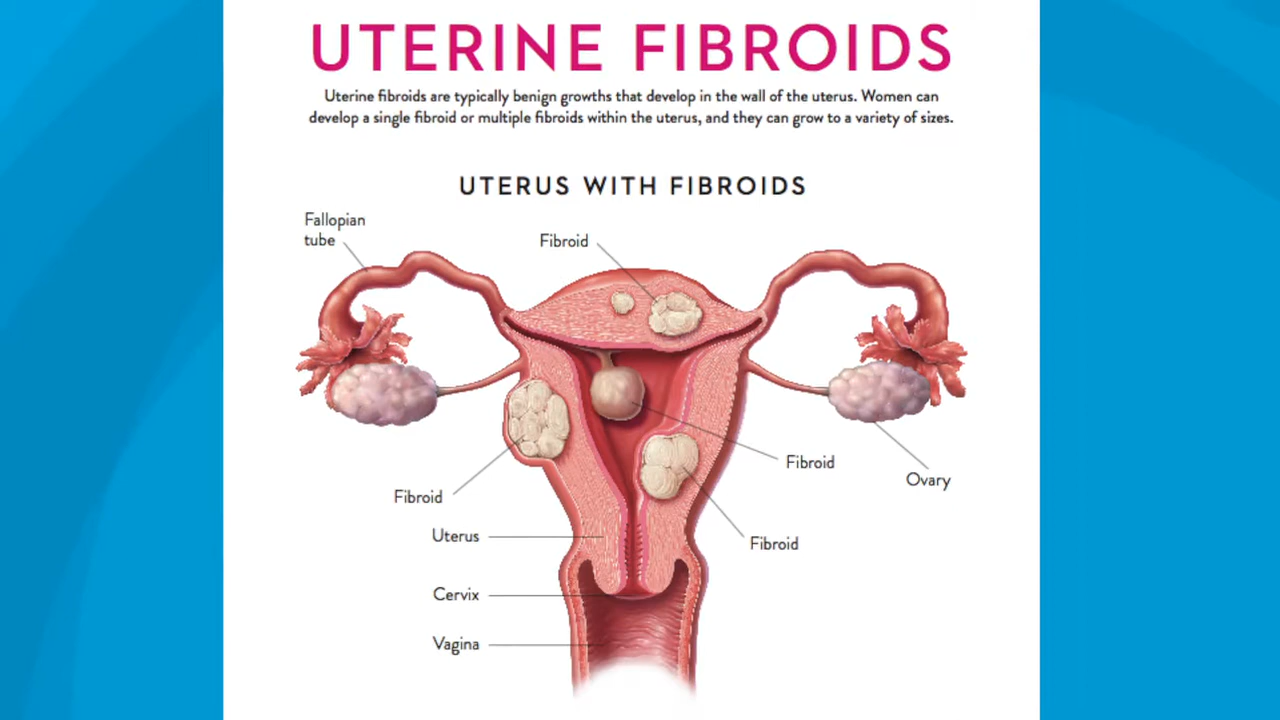 UTERINE FIBROIDS
Uterine fibroids are typically benign growths that develop in the wall of the uterus. Women can
develop a single fibroid or multiple fibroids within the uterus, and they can grow to a variety of sizes.
UTERUS WITH FIBROIDS
Fallopian
tube
Fibroid
Fibroid
Ovary
Fibroid
Uterus
Fibroid
Cervix
Vagina